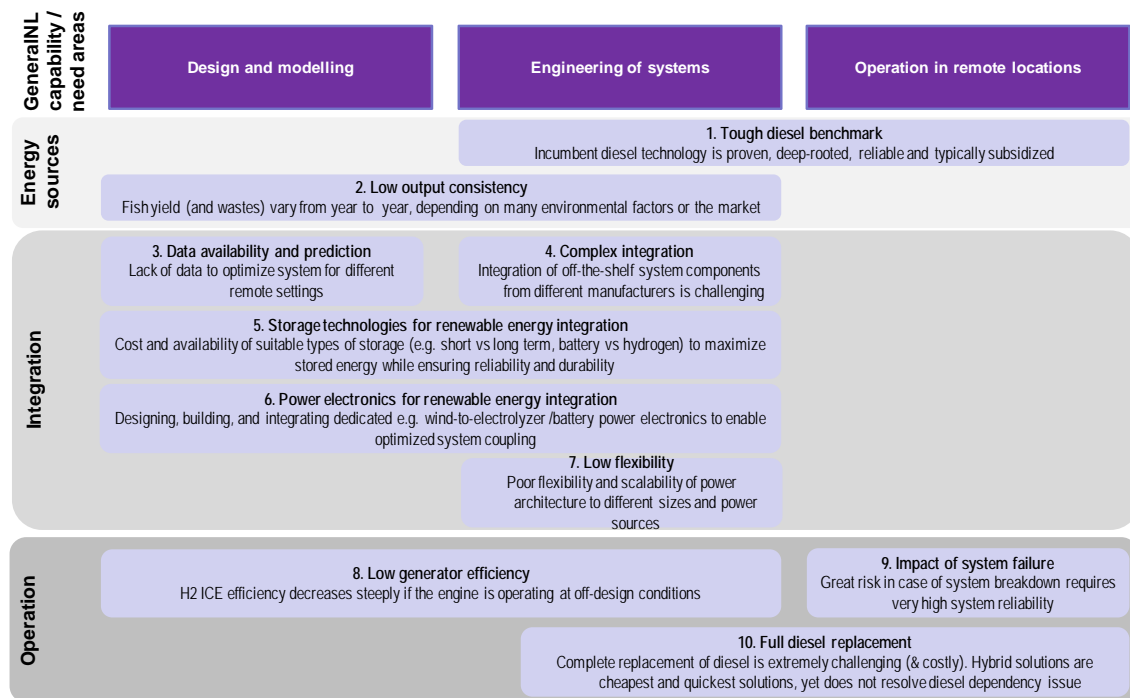 GeneralNL
capability /
need areas
Design and modelling
Engineering of systems
Operation in remote locations
Energy
sources
1. Tough diesel benchmark
Incumbent diesel technology is proven, deep-rooted, reliable and typically subsidized
2. Low output consistency
Fish yield (and wastes) vary from year to year, depending on many environmental factors or the market
Integration
3. Data availability and prediction
Lack of data to optimize system for different
remote settings
4. Complex integration
Integration of off-the-shelf system components
from different manufacturers is challenging
5. Storage technologies for renewable energy integration
Cost and availability of suitable types of storage (e.g. short vs long term, battery vs hydrogen) to maximize
stored energy while ensuring reliability and durability
6. Power electronics for renewable energy integration
Designing, building, and integrating dedicated e.g. wind-to-electrolyzer /battery power electronics to enable
optimized system coupling
7. Low flexibility
Poor flexibility and scalability of power
architecture to different sizes and power
sources
Operation
8. Low generator efficiency
H2 ICE efficiency decreases steeply if the engine is operating at off-design conditions
9. Impact of system failure
Great risk in case of system breakdown requires
very high system reliability
10. Full diesel replacement
Complete replacement of diesel is extremely challenging (& costly). Hybrid solutions are
cheapest and quickest solutions, yet does not resolve diesel dependency issue